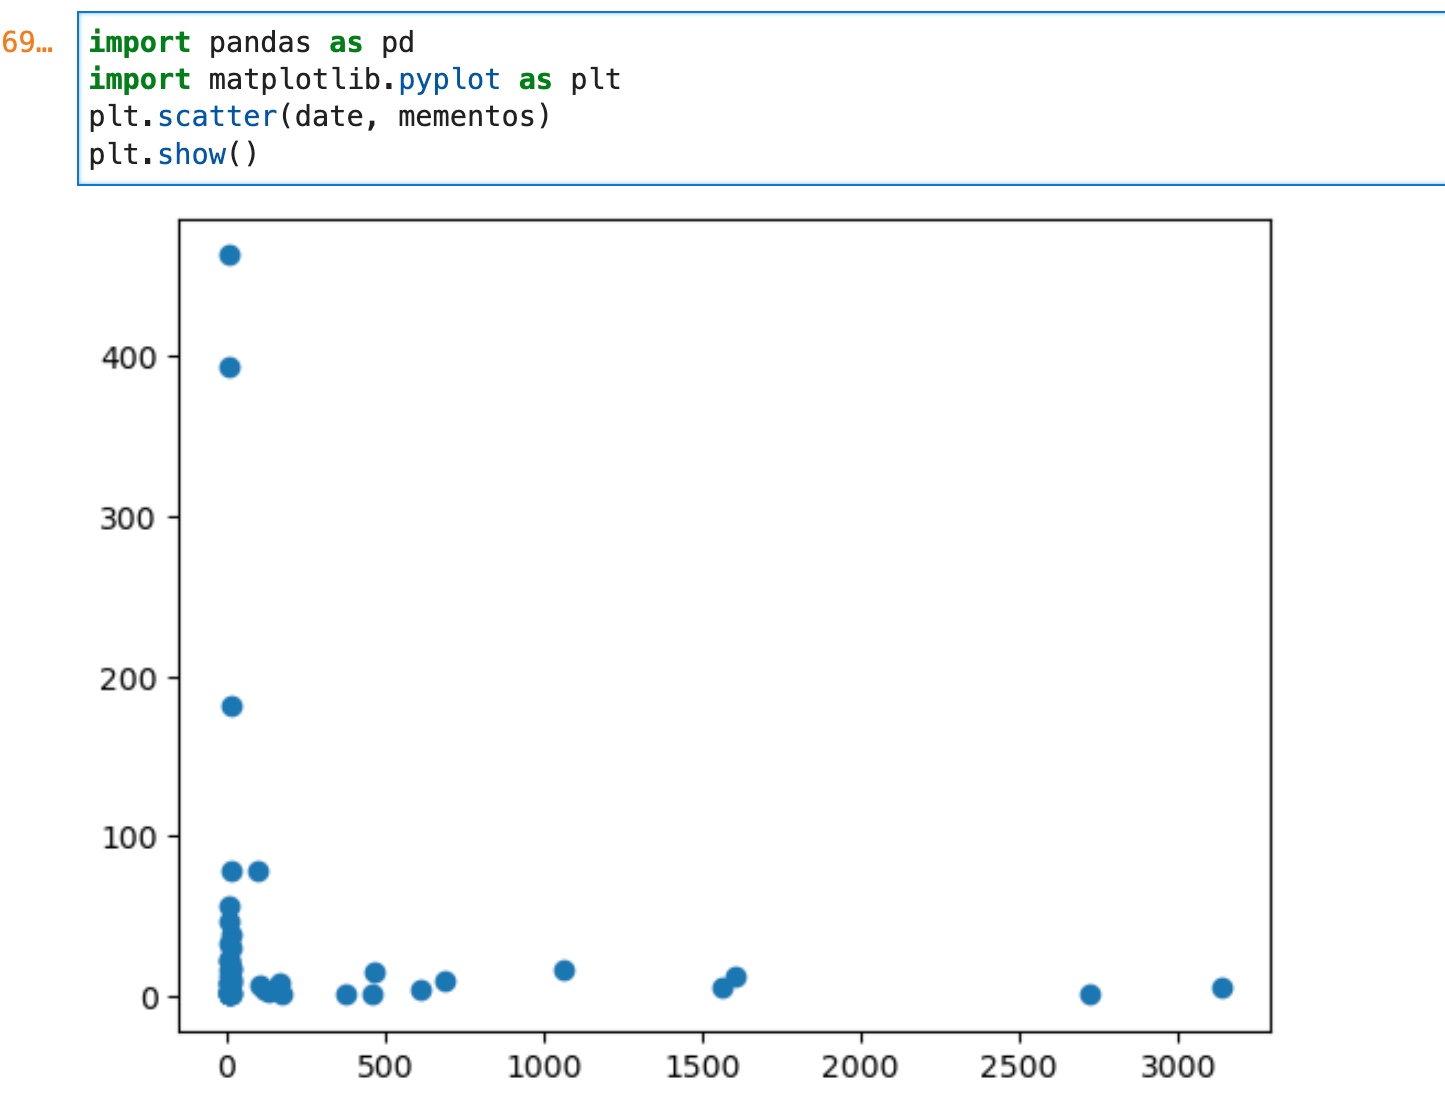 69…
import pandas as pd
import matplotlib.pyplot as plt
plt.scatter(date, mementos)
plt.show()
400
300
200
100
0
0 500 1000 1500 2000 2500 3000